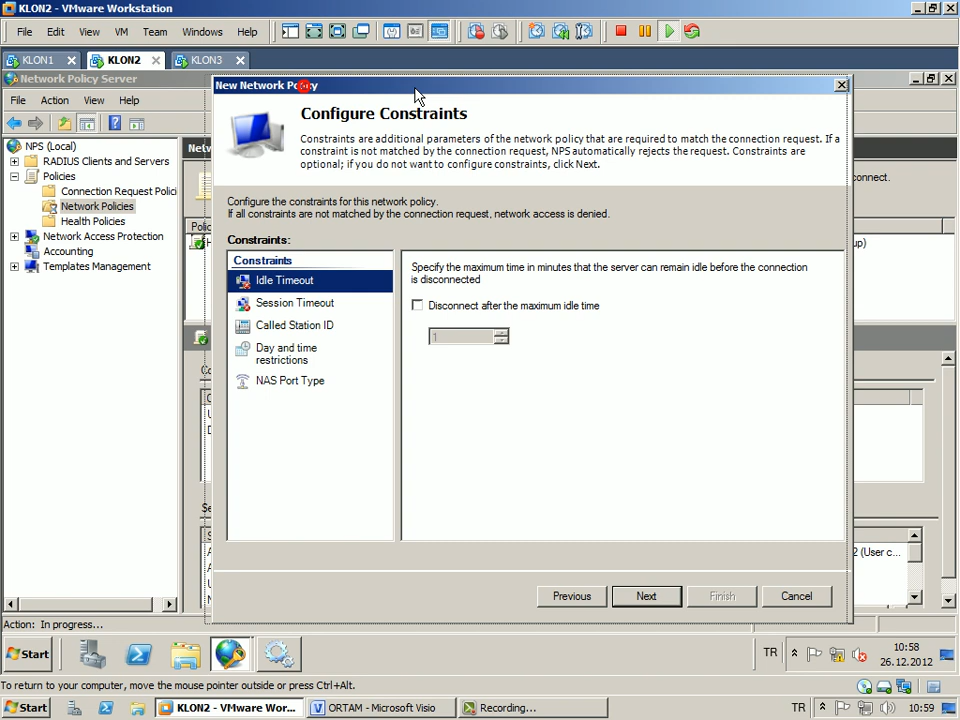 KLON2 - VMware Workstation
File Edit View VM Team Windows Help
KLON1 KLON2 KLON3
Network Policy Server
File Action View Help
NPS (Local)
RADIUS Clients and Servers
Policies
Connection Request Polici
Network Policies
Health Policies
Network Access Protection
Accounting
Templates Management
New Network Policy
Configure Constraints
Constraints are additional parameters of the network policy that are required to match the connection request. If a
constraint is not matched by the connection request, NPS automatically rejects the request. Constraints are
optional; if you do not want to configure constraints, click Next.
Configure the constraints for this network policy.
If all constraints are not matched by the connection request, network access is denied.
Constraints:
Constraints
Idle Timeout
Session Timeout
Called Station ID
Day and time
restrictions
NAS Port Type
Specify the maximum time in minutes that the server can remain idle before the connection
is disconnected
Disconnect after the maximum idle time
1
Previous Next Finish Cancel
Netw
onnect.
Polic
up)
2 (User c...
Action: In progress...
Start
TR 10:58
26.12.2012
To return to your computer, move the mouse pointer outside or press Ctrl+Alt.
Start KLON2 - VMware Wor... ORTAM - Microsoft Visio Recording... TR 10:59